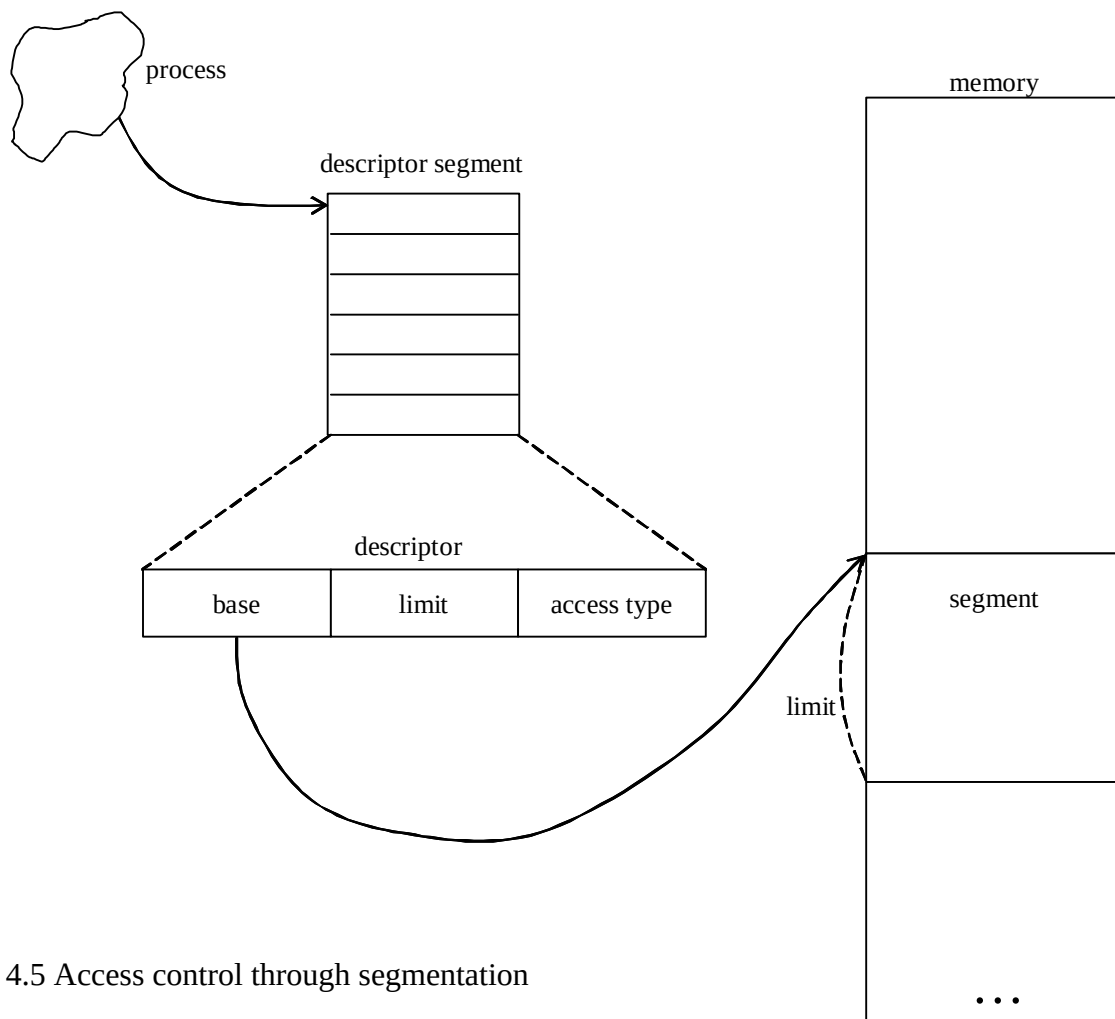 process
memory
descriptor segment
descriptor
base limit access type
segment
limit
4.5 Access control through segmentation
...